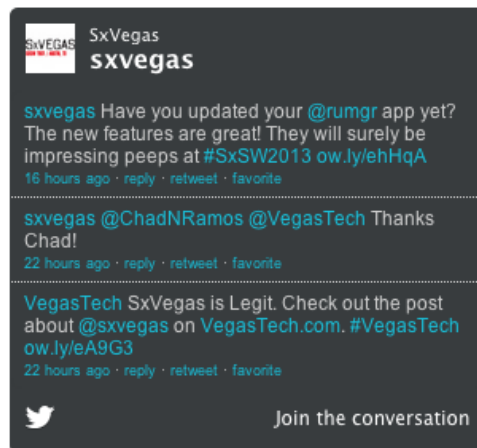 SxVEGAS
SxVegas
sxvegas
sxvegas Have you updated your @rumgr app yet?
The new features are great! They will surely be
impressing peeps at #SxSW2013 ow.ly/ehHqA
16 hours ago · reply · retweet · favorite
sxvegas @ChadNRamos @VegasTech Thanks
Chad!
22 hours ago · reply · retweet · favorite
VegasTech SxVegas is Legit. Check out the post
about @sxvegas on VegasTech.com. #VegasTech
ow.ly/eA9G3
22 hours ago · reply · retweet · favorite
Join the conversation